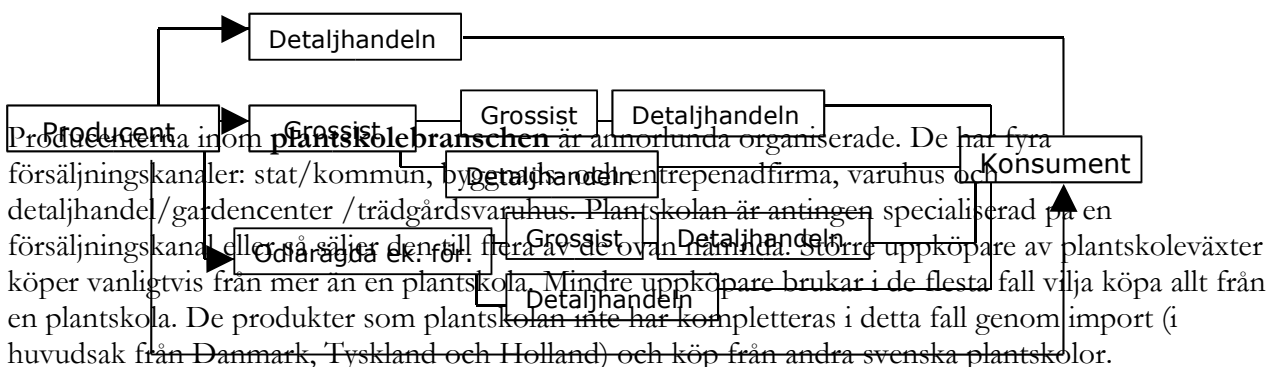 Detaljhandeln
Grossist Detaljhandeln
Producent Grossist
Konsument
Detaljhandeln
Grossist Detaljhandeln
Odlarägda ek. för.
Detaljhandeln
Producenterna inom plantskolebranschen är annorlunda organiserade. De har fyra
försäljningskanaler: stat/kommun, byggnads- och entrepenadfirma, varuhus och
detaljhandel/gardencenter /trädgårdsvaruhus. Plantskolan är antingen specialiserad på en
försäljningskanal eller så säljer den till flera av de ovan nämnda. Större uppköpare av plantskoleväxter
köper vanligtvis från mer än en plantskola. Mindre uppköpare brukar i de flesta fall vilja köpa allt från
en plantskola. De produkter som plantskolan inte har kompletteras i detta fall genom import (i
huvudsak från Danmark, Tyskland och Holland) och köp från andra svenska plantskolor.